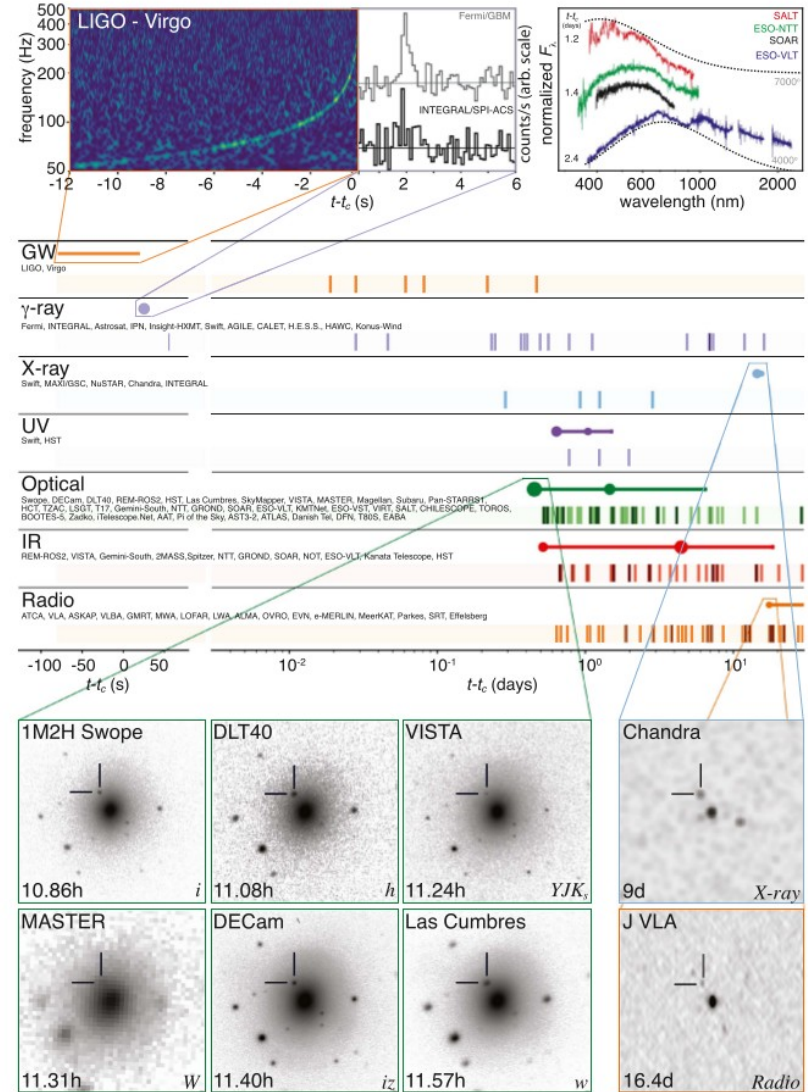 LIGO - Virgo
frequency (Hz)
500
400
300
200
100
50
-12 -10 -8 -6 -4 -2 0 2 4 6
t-tc (s)
Fermi/GBM
INTEGRAL/SPI-ACS
counts/s (arb. scale)
normalized Fλ
t-tc
(days)
1.2
1.4
2.4
SALT
ESO-NTT
SOAR
ESO-VLT
7000°
4000°
400 600 1000 2000
wavelength (nm)
GW
LIGO, Virgo
γ-ray
Fermi, INTEGRAL, Astrosat, IPN, Insight-HXMT, Swift, AGILE, CALET, H.E.S.S., HAWC, Konus-Wind
X-ray
Swift, MAXI/GSC, NuSTAR, Chandra, INTEGRAL
UV
Swift, HST
Optical
Swope, DECam, DLT40, REM-ROS2, HST, Las Cumbres, SkyMapper, VISTA, MASTER, Magellan, Subaru, Pan-STARRS1,
HCT, TZAC, LSGT, T17, Gemini-South, NTT, GROND, SOAR, ESO-VLT, KMTNet, ESO-VST, VIRT, SALT, CHILESCOPE, TOROS,
BOOTES-5, Zadko, iTelescope.Net, AAT, Pi of the Sky, AST3-2, ATLAS, Danish Tel, DFN, T80S, EABA
IR
REM-ROS2, VISTA, Gemini-South, 2MASS,Spitzer, NTT, GROND, SOAR, NOT, ESO-VLT, Kanata Telescope, HST
Radio
ATCA, VLA, ASKAP, VLBA, GMRT, MWA, LOFAR, LWA, ALMA, OVRO, EVN, e-MERLIN, MeerKAT, Parkes, SRT, Effelsberg
-100 -50 0 50 10⁻² 10⁻¹ 10⁰ 10¹
t-tc (s) t-tc (days)
1M2H Swope
10.86h i
DLT40
11.08h h
VISTA
11.24h YJKs
Chandra
9d X-ray
MASTER
11.31h W
DECam
11.40h iz
Las Cumbres
11.57h w
J VLA
16.4d Radio